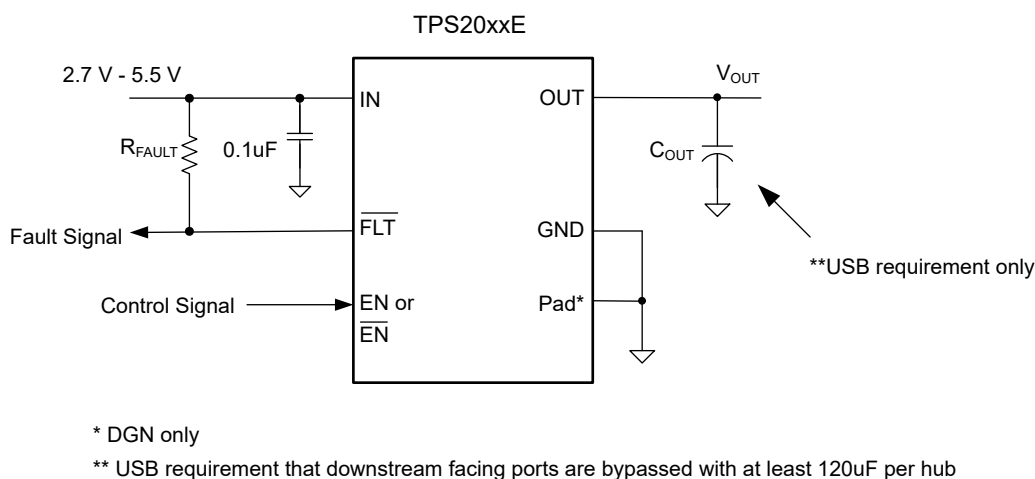 TPS20xxE
2.7 V - 5.5 V
IN
OUT
VOUT
RFAULT
0.1uF
COUT
FLT
Fault Signal
GND
**USB requirement only
Control Signal
EN or
EN
Pad*
* DGN only
** USB requirement that downstream facing ports are bypassed with at least 120uF per hub